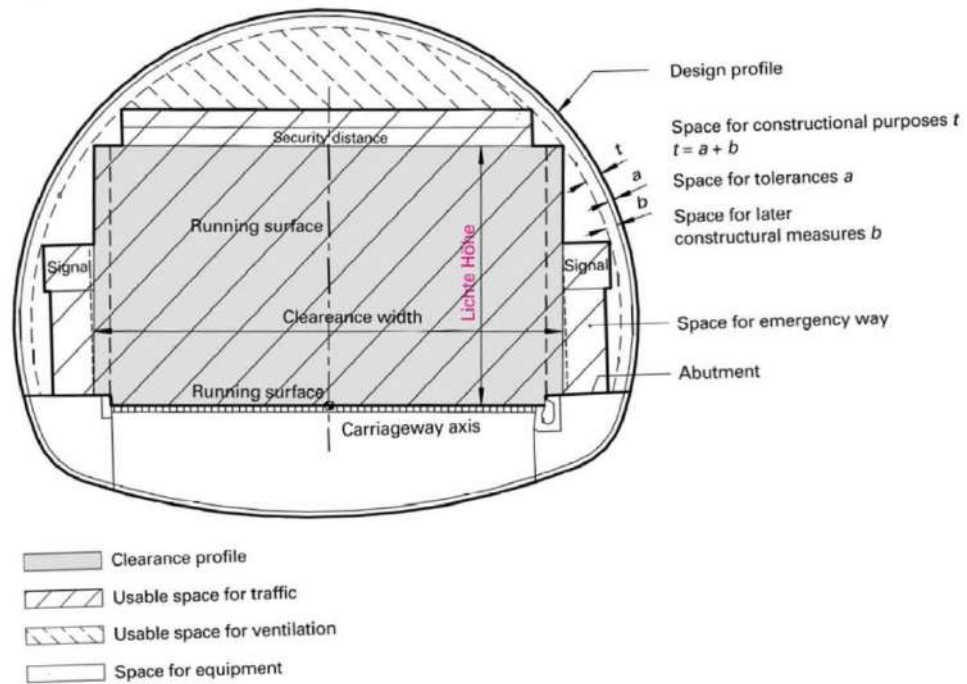 Design profile
Space for constructional purposes t
t = a + b
Space for tolerances a
Space for later
constructural measures b
Space for emergency way
Abutment
t
a
b
Security distance
Running surface
Lichte Höhe
Signal
Signal
Cleareance width
Running surface
Carriageway axis
Clearance profile
Usable space for traffic
Usable space for ventilation
Space for equipment